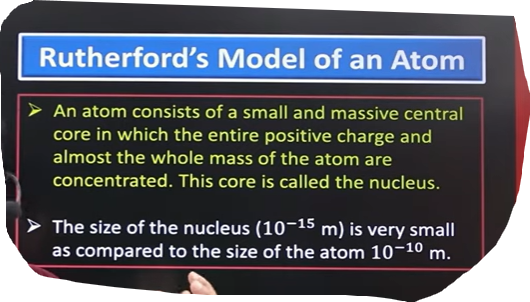 Rutherford's Model of an Atom
➤ An atom consists of a small and massive central
core in which the entire positive charge and
almost the whole mass of the atom are
concentrated. This core is called the nucleus.
➤ The size of the nucleus (10⁻¹⁵ m) is very small
as compared to the size of the atom 10⁻¹⁰ m.